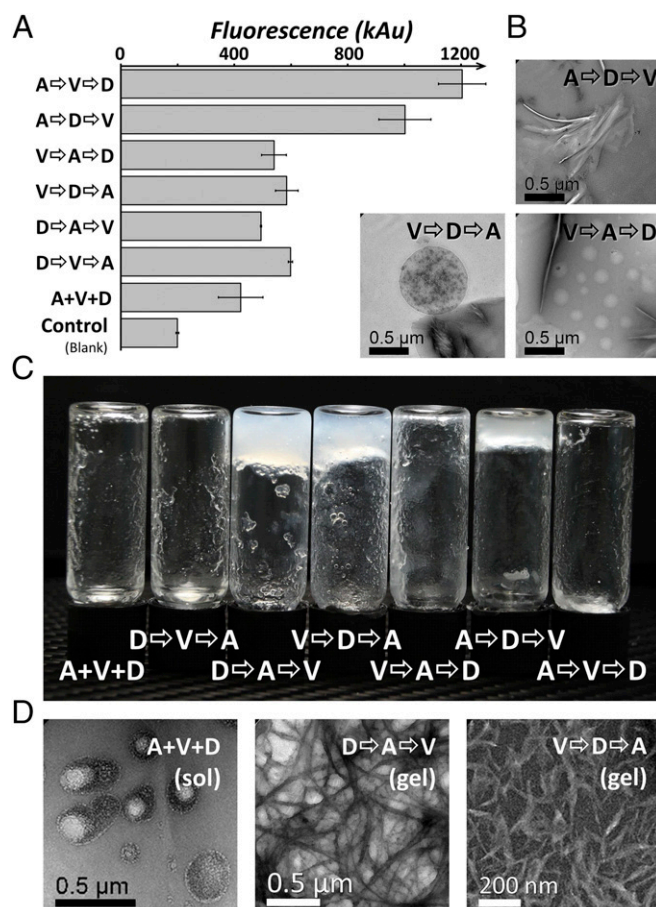 A
Fluorescence (kAu)
0 400 800 1200
A⇨V⇨D
A⇨D⇨V
V⇨A⇨D
V⇨D⇨A
D⇨A⇨V
D⇨V⇨A
A+V+D
Control
(Blank)
B
A⇨D⇨V
0.5 µm
V⇨D⇨A
0.5 µm
V⇨A⇨D
0.5 µm
C
D⇨V⇨A V⇨D⇨A A⇨D⇨V
A+V+D D⇨A⇨V V⇨A⇨D A⇨V⇨D
D
A+V+D
(sol)
0.5 µm
D⇨A⇨V
(gel)
0.5 µm
V⇨D⇨A
(gel)
200 nm